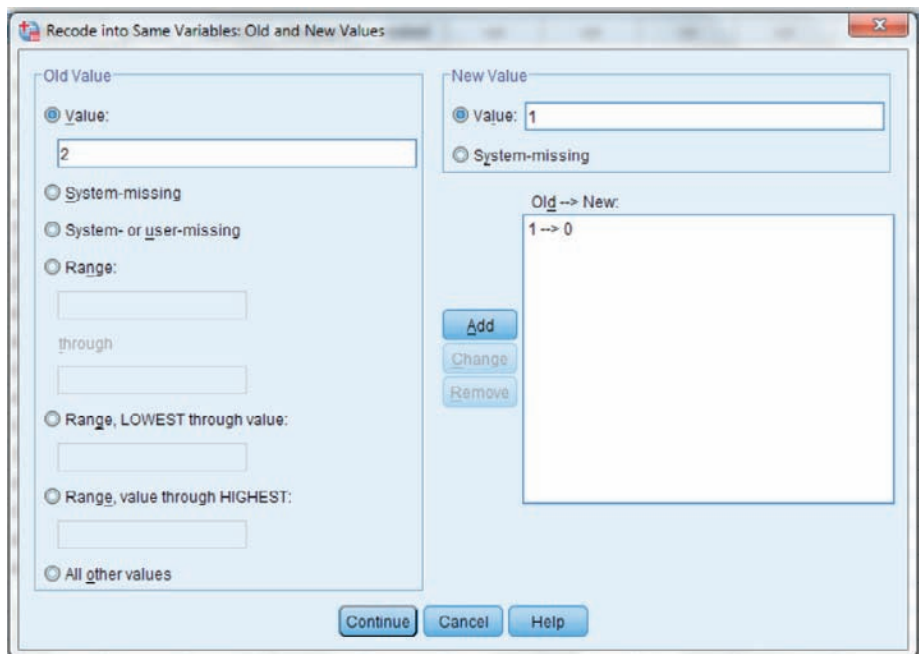 Recode into Same Variables: Old and New Values
Old Value
Value:
2
System-missing
System- or user-missing
Range:
through
Range, LOWEST through value:
Range, value through HIGHEST:
All other values
New Value
Value: 1
System-missing
Old --> New:
1 --> 0
Add
Change
Remove
Continue Cancel Help